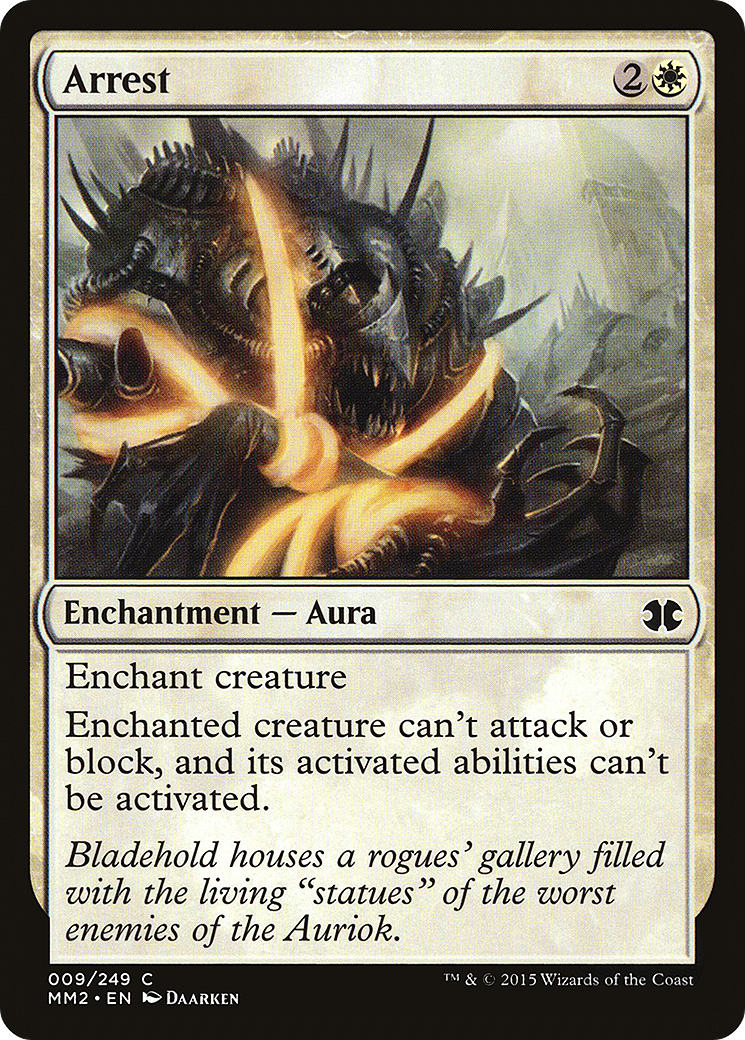 Arrest 2
Enchantment — Aura
Enchant creature
Enchanted creature can't attack or
block, and its activated abilities can't
be activated.
Bladehold houses a rogues' gallery filled
with the living “statues” of the worst
enemies of the Auriok.
009/249 C ™ & © 2015 Wizards of the Coast
MM2 • EN Daarken